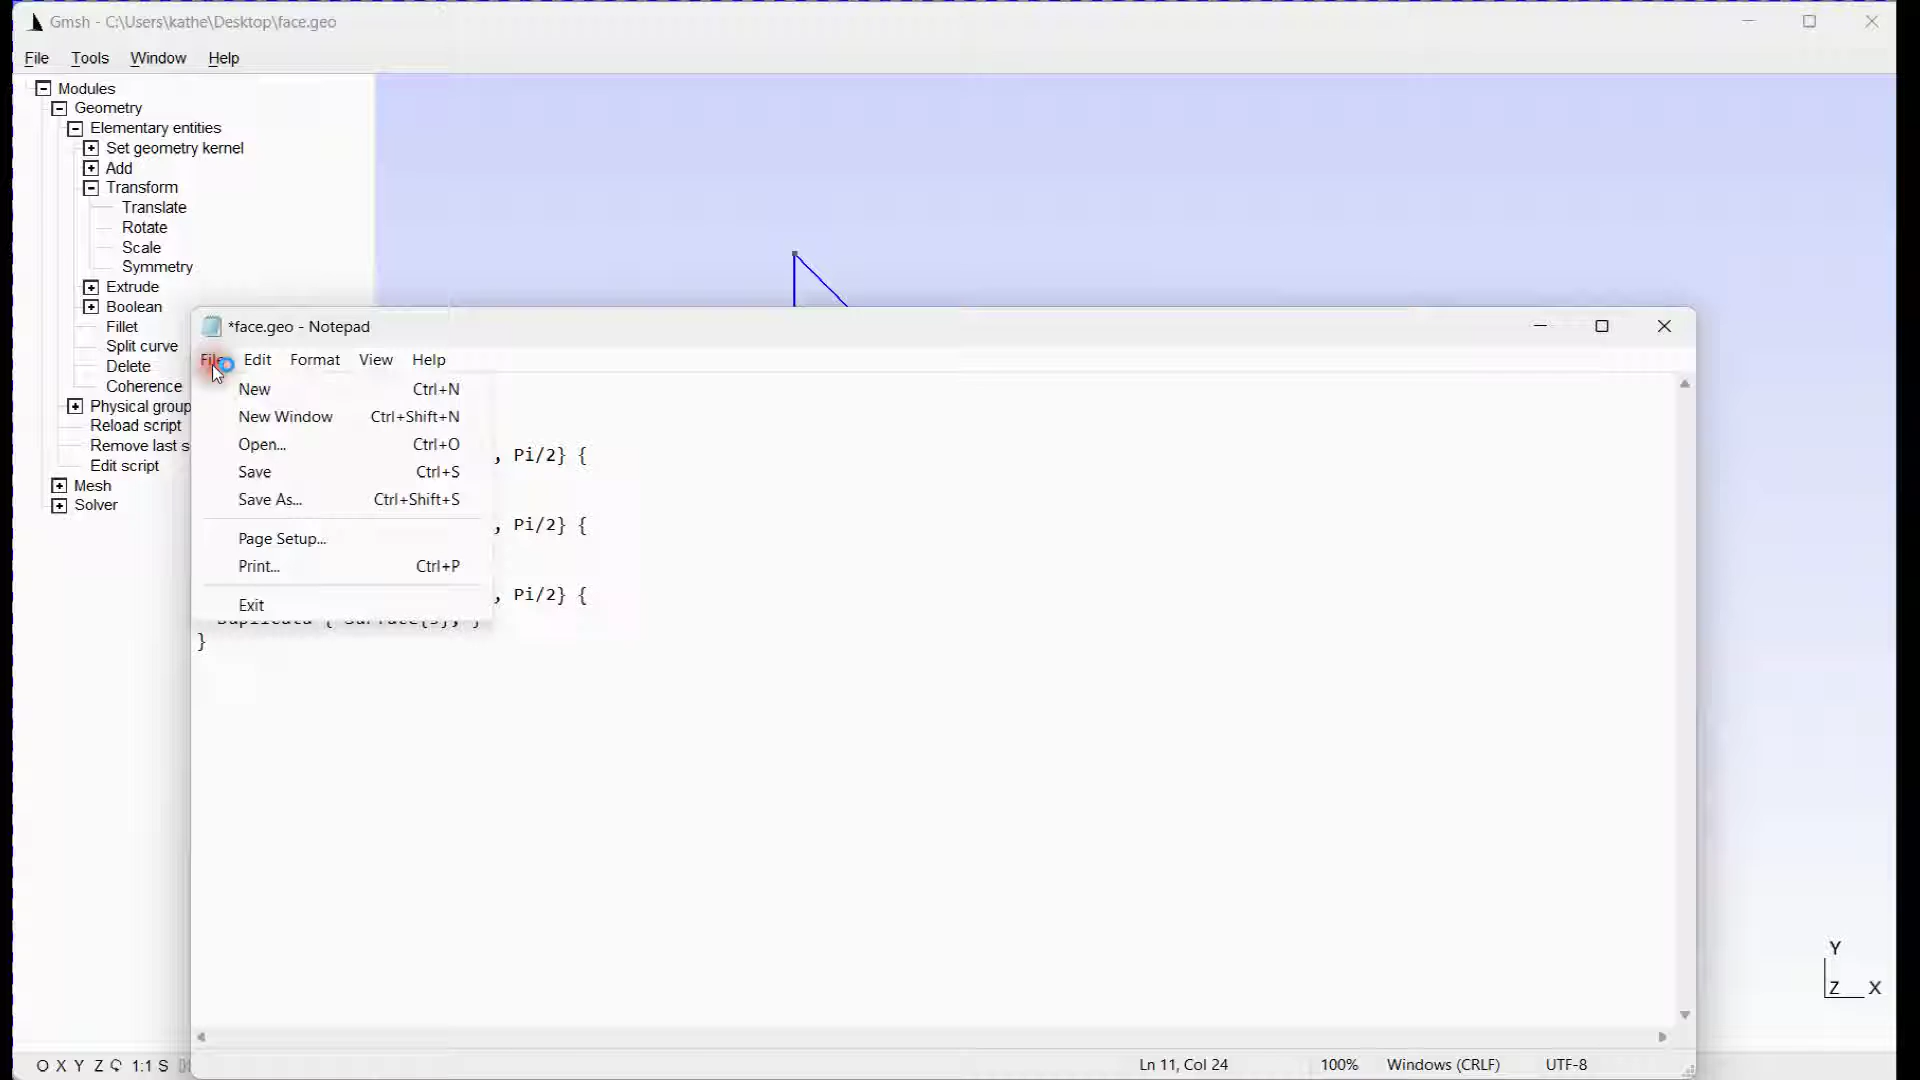 Gmsh - C:\Users\kathe\Desktop\face.geo
File Tools Window Help
Modules
Geometry
Elementary entities
Set geometry kernel
Add
Transform
Translate
Rotate
Scale
Symmetry
Extrude
Boolean
Fillet
Split curve
Delete
Coherence
Physical group
Reload script
Remove last s
Edit script
Mesh
Solver
*face.geo - Notepad
File Edit Format View Help
New Ctrl+N
New Window Ctrl+Shift+N
Open... Ctrl+O
Save Ctrl+S
Save As... Ctrl+Shift+S
Page Setup... 
Print... Ctrl+P
Exit
, Pi/2} {
, Pi/2} {
, Pi/2} {
}
Y
Z X
O X Y Z 1:1 S
Ln 11, Col 24 100% Windows (CRLF) UTF-8